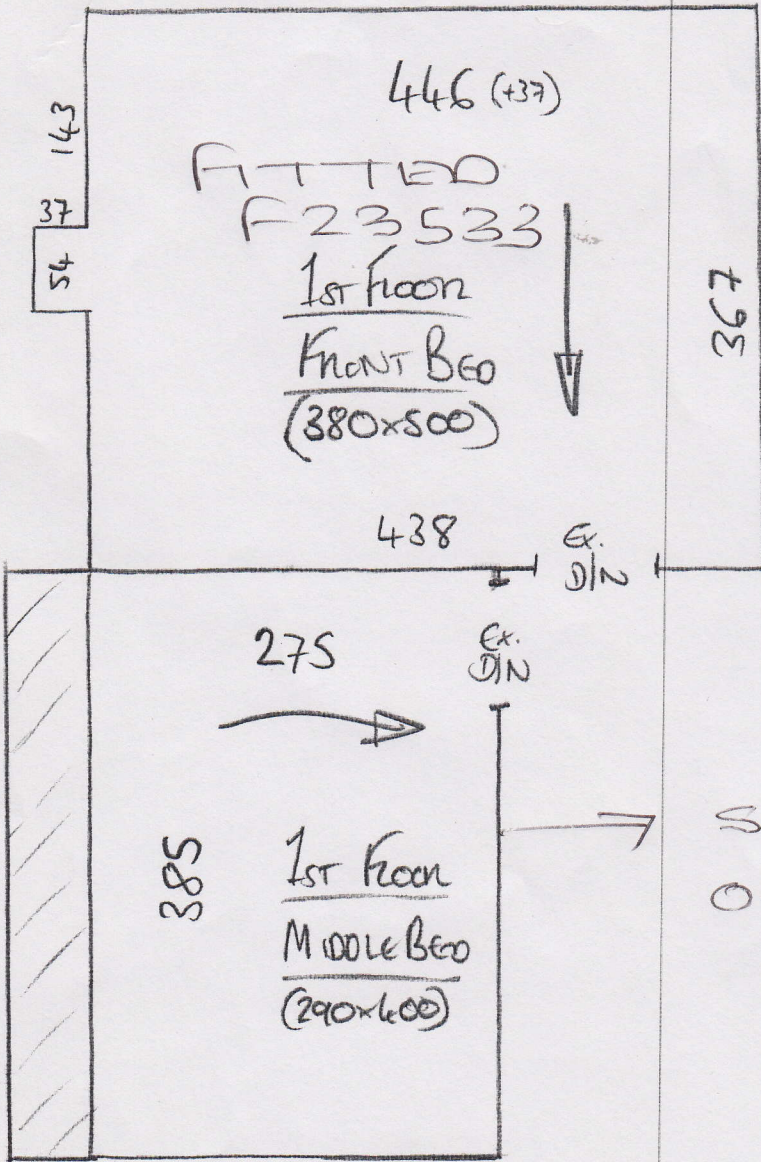 446 (+37)
143
FITTED
37
F23533
54
1ST FLOOR
FRONT BED
(380x500)
367
438
Ex.
D/N
275
Ex.
D/N
385
1ST FLOOR
MIDDLE BED
(290x400)
S
O